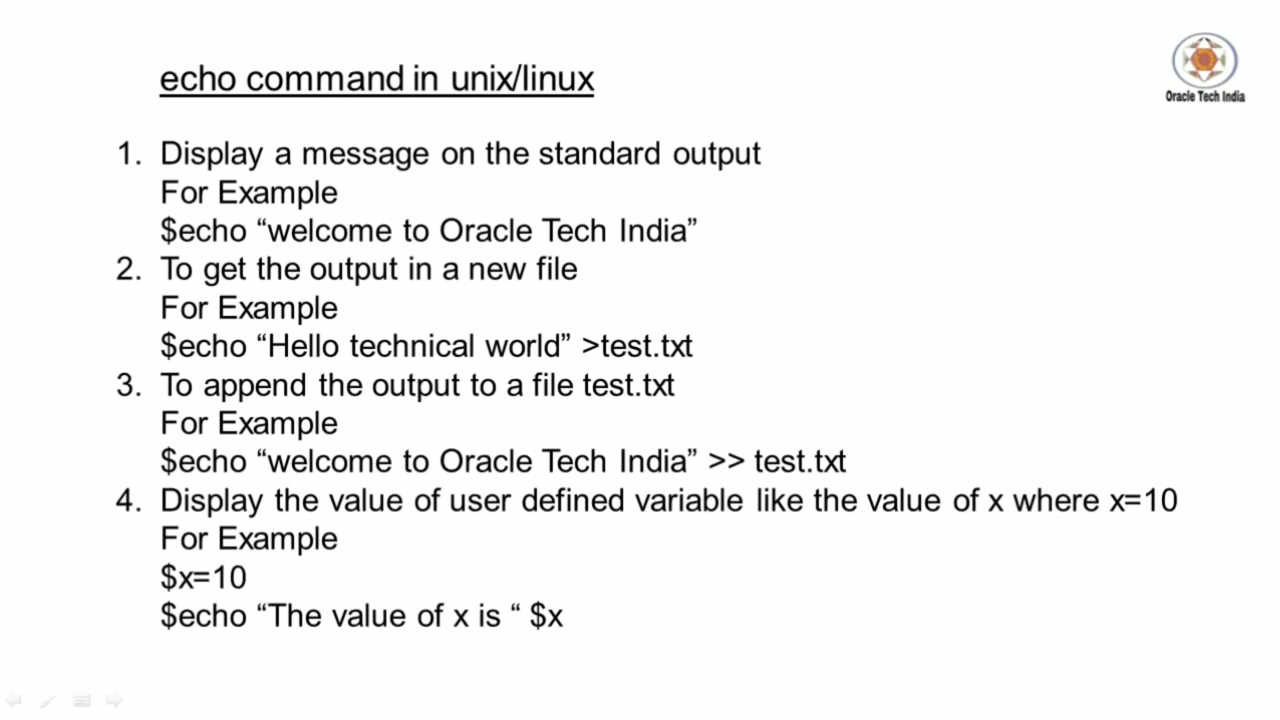 echo command in unix/linux
Oracle Tech India
1. Display a message on the standard output
For Example
$echo “welcome to Oracle Tech India”
2. To get the output in a new file
For Example
$echo “Hello technical world” >test.txt
3. To append the output to a file test.txt
For Example
$echo “welcome to Oracle Tech India” >> test.txt
4. Display the value of user defined variable like the value of x where x=10
For Example
$x=10
$echo “The value of x is “ $x